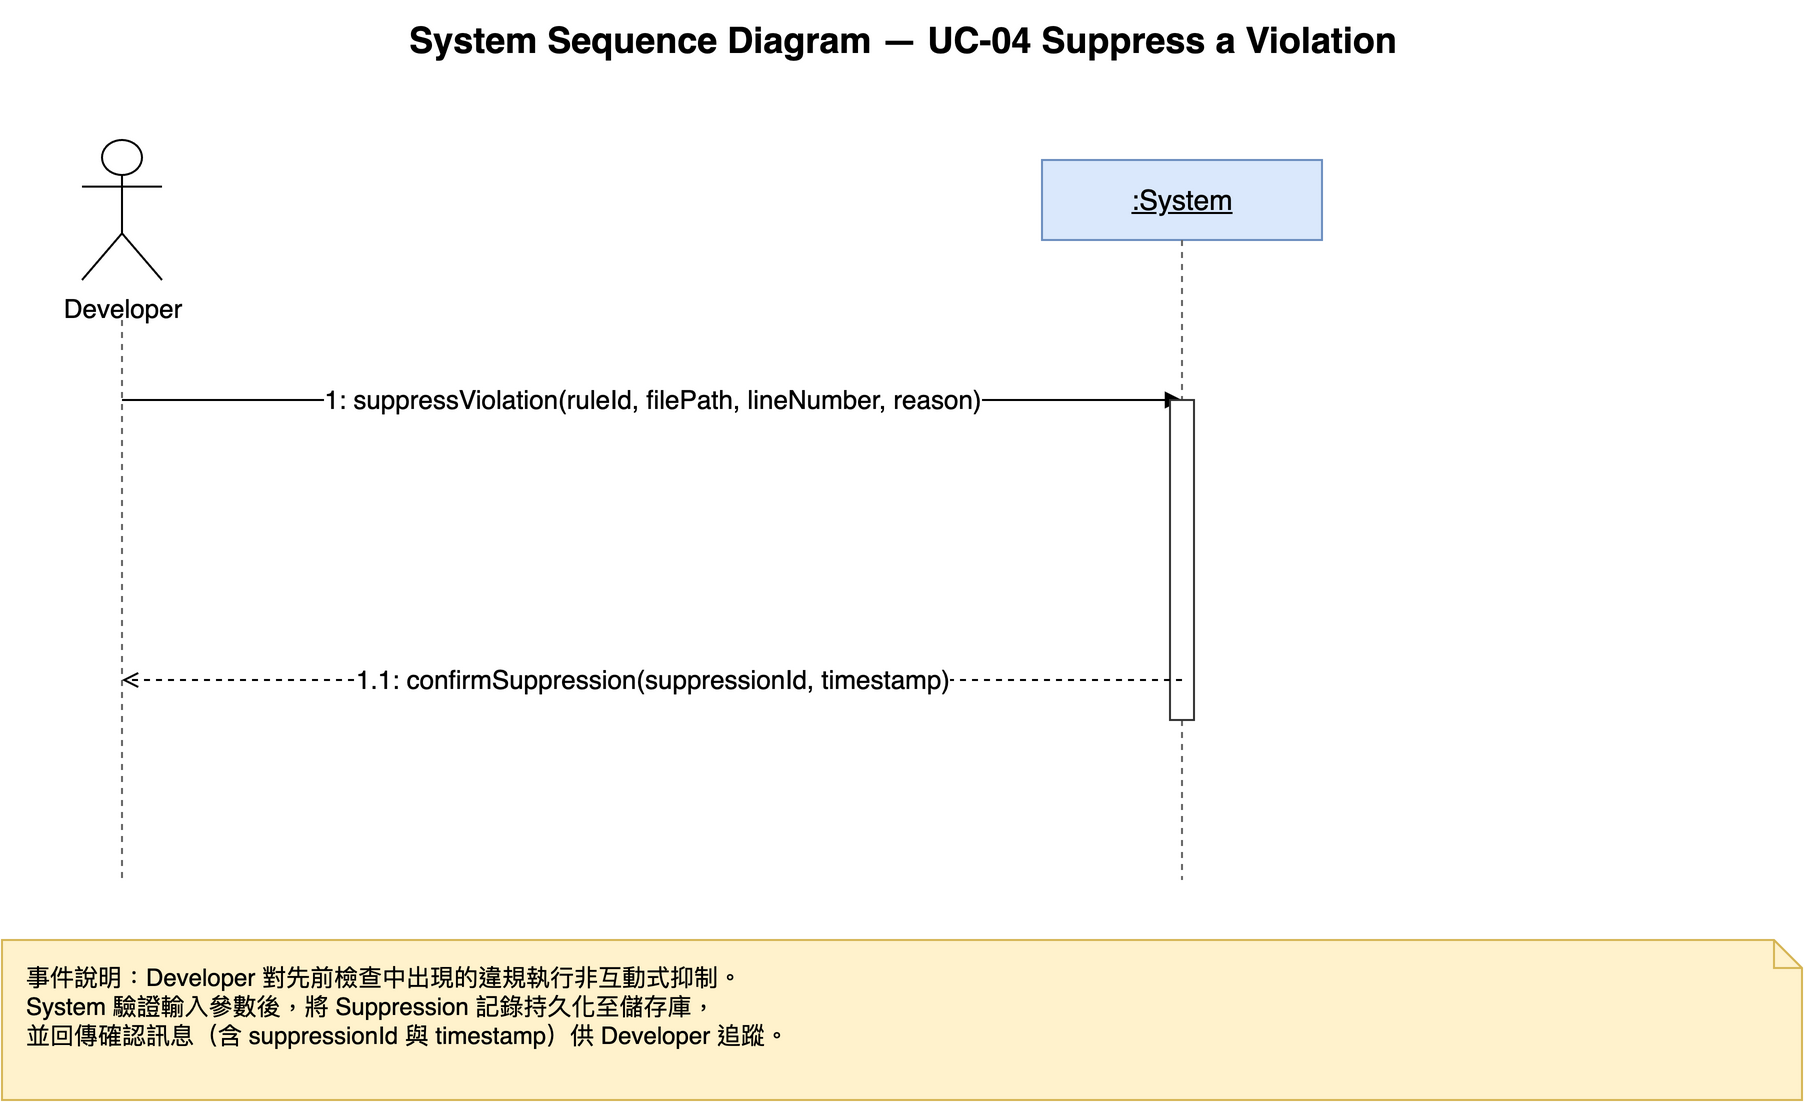 System Sequence Diagram — UC-04 Suppress a Violation
:System
Developer
1: suppressViolation(ruleId, filePath, lineNumber, reason)
1.1: confirmSuppression(suppressionId, timestamp)
事件說明：Developer 對先前檢查中出現的違規執行非互動式抑制。
System 驗證輸入參數後，將 Suppression 記錄持久化至儲存庫，
並回傳確認訊息（含 suppressionId 與 timestamp）供 Developer 追蹤。